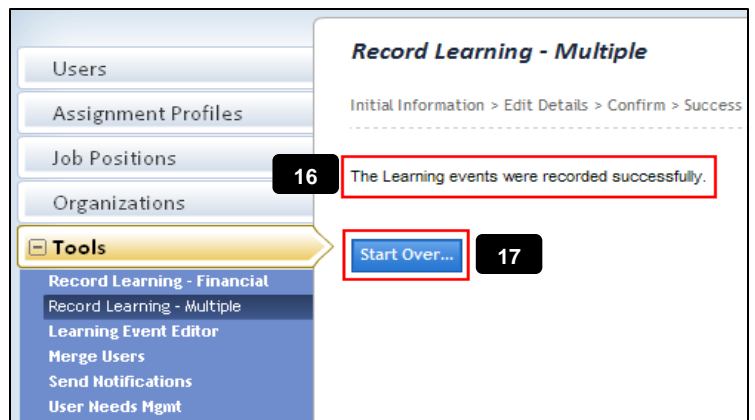 Users
Assignment Profiles
Job Positions
Organizations
Tools
Record Learning - Financial
Record Learning - Multiple
Learning Event Editor
Merge Users
Send Notifications
User Needs Mgmt
Record Learning - Multiple
Initial Information > Edit Details > Confirm > Success
16
The Learning events were recorded successfully.
Start Over...
17